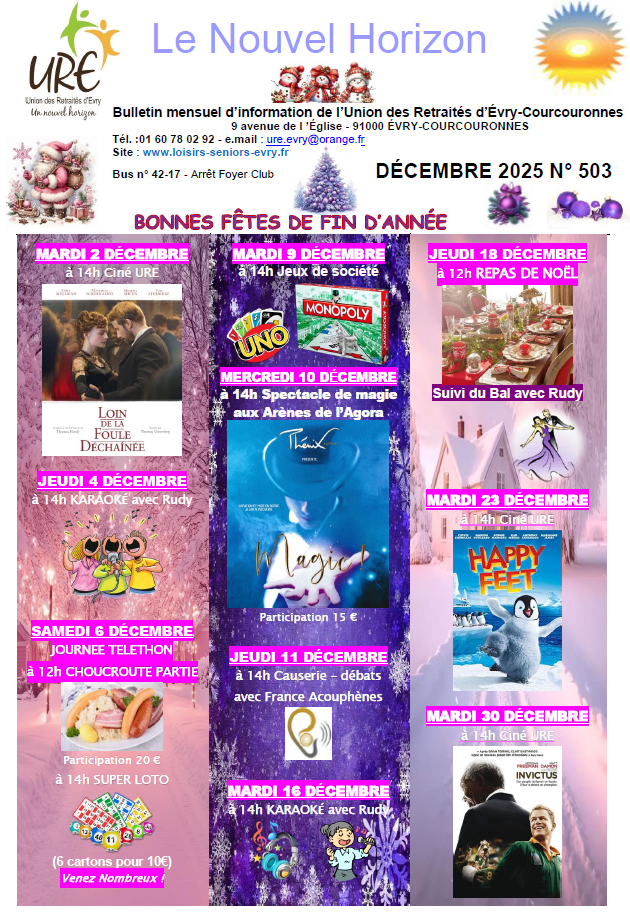 URE
Union des Retraités d'Evry
Un nouvel horizon
Le Nouvel Horizon
Bulletin mensuel d'information de l'Union des Retraités d'Évry-Courcouronnes
9 avenue de l 'Église - 91000 ÉVRY-COURCOURONNES
Tél. :01 60 78 02 92 - e.mail : ure.evry@orange.fr
Site : www.loisirs-seniors-evry.fr
Bus n° 42-17 - Arrêt Foyer Club
DÉCEMBRE 2025 N° 503
BONNES FÊTES DE FIN D'ANNÉE
MARDI 2 DÉCEMBRE
à 14h Ciné URE
LOIN
DE LA
FOULE
DÉCHAÎNÉE
JEUDI 4 DÉCEMBRE
à 14h KARAOKÉ avec Rudy
SAMEDI 6 DÉCEMBRE
JOURNEE TELETHON
à 12h CHOUCROUTE PARTIE
Participation 20 €
à 14h SUPER LOTO
(6 cartons pour 10€)
Venez Nombreux !
MARDI 9 DÉCEMBRE
à 14h Jeux de société
UNO
MONOPOLY
MERCREDI 10 DÉCEMBRE
à 14h Spectacle de magie
aux Arènes de l'Agora
Thénix
PRÉSENTE
Magic !
Participation 15 €
JEUDI 11 DÉCEMBRE
à 14h Causerie – débats
avec France Acouphènes
MARDI 16 DÉCEMBRE
à 14h KARAOKÉ avec Rudy
JEUDI 18 DÉCEMBRE
à 12h REPAS DE NOËL
Suivi du Bal avec Rudy
MARDI 23 DÉCEMBRE
à 14h Ciné URE
HAPPY
FEET
MARDI 30 DÉCEMBRE
à 14h Ciné URE
FREEMAN DAMON
INVICTUS